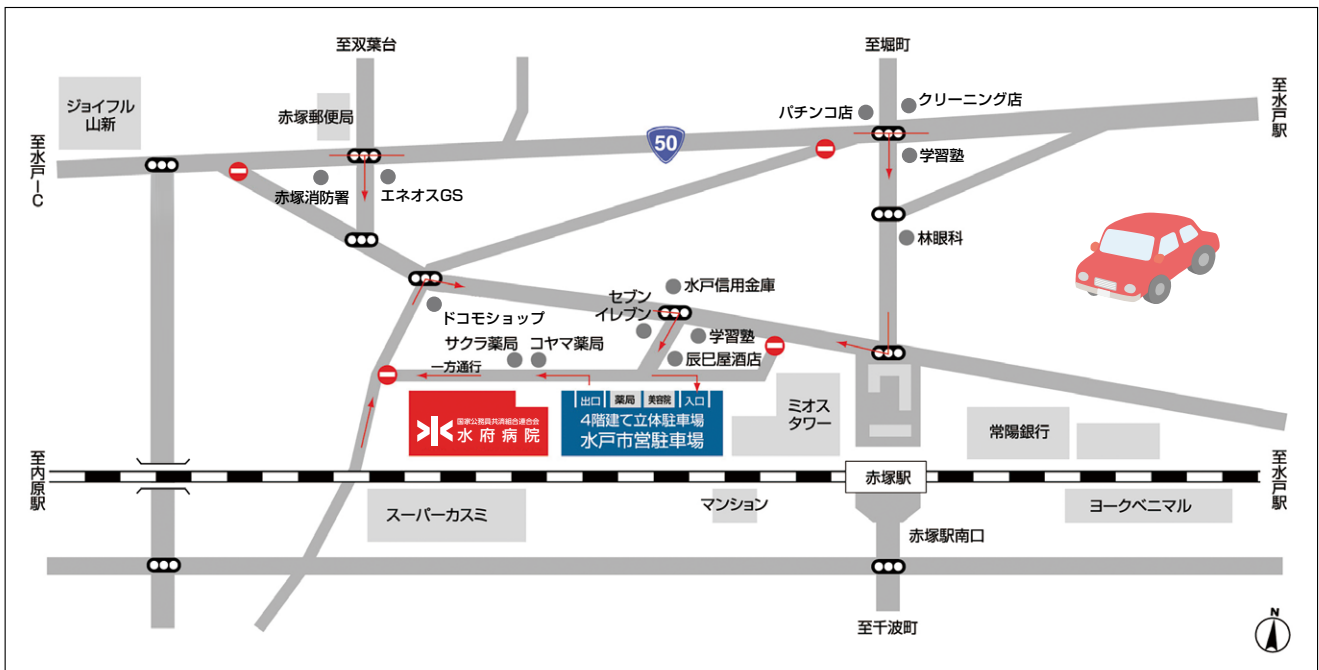 至双葉台
至堀町
ジョイフル
山新
赤塚郵便局
パチンコ店
クリーニング店
至水戸駅
至水戸IC
50
学習塾
赤塚消防署
エネオスGS
林眼科
水戸信用金庫
セブン
イレブン
ドコモショップ
学習塾
サクラ薬局
コヤマ薬局
辰巳屋酒店
一方通行
出口
薬局
美容院
入口
国家公務員共済組合連合会
水府病院
4階建て立体駐車場
水戸市営駐車場
ミオス
タワー
常陽銀行
至内原駅
赤塚駅
至水戸駅
スーパーカスミ
マンション
ヨークベニマル
赤塚駅南口
至千波町
N